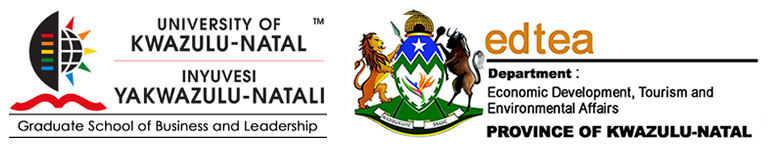 UNIVERSITY OF ™
KWAZULU-NATAL
INYUVESI
YAKWAZULU-NATALI
Graduate School of Business and Leadership
edtea
Department :
Economic Development, Tourism and
Environmental Affairs
PROVINCE OF KWAZULU-NATAL